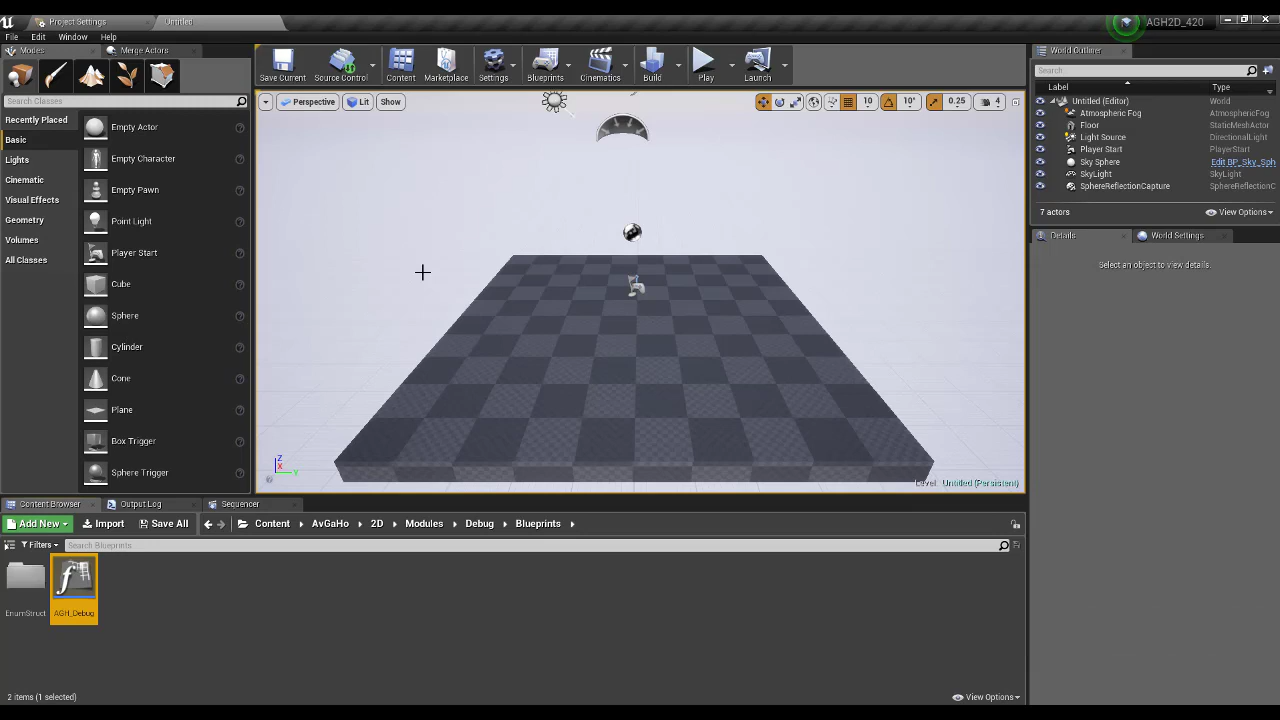 Project Settings
Untitled
AGH2D_420
File Edit Window Help
Modes
Merge Actors
Save Current
Source Control
Content
Marketplace
Settings
Blueprints
Cinematics
Build
Play
Launch
World Outliner
Search
Label
Type
Untitled (Editor) World
Atmospheric Fog AtmosphericFog
Floor StaticMeshActor
Light Source DirectionalLight
Player Start PlayerStart
Sky Sphere Edit BP_Sky_Sph
SkyLight SkyLight
SphereReflectionCapture SphereReflectionC
7 actors
View Options
Details
World Settings
Select an object to view details.
Search Classes
Recently Placed
Basic
Lights
Cinematic
Visual Effects
Geometry
Volumes
All Classes
Empty Actor
Empty Character
Empty Pawn
Point Light
Player Start
Cube
Sphere
Cylinder
Cone
Plane
Box Trigger
Sphere Trigger
Perspective
Lit
Show
10
10°
0.25
4
Z
X
Y
Level: Untitled (Persistent)
Content Browser
Output Log
Sequencer
Add New
Import
Save All
Content AvGaHo 2D Modules Debug Blueprints
Filters
Search Blueprints
EnumStruct
AGH_Debug
2 items (1 selected)
View Options